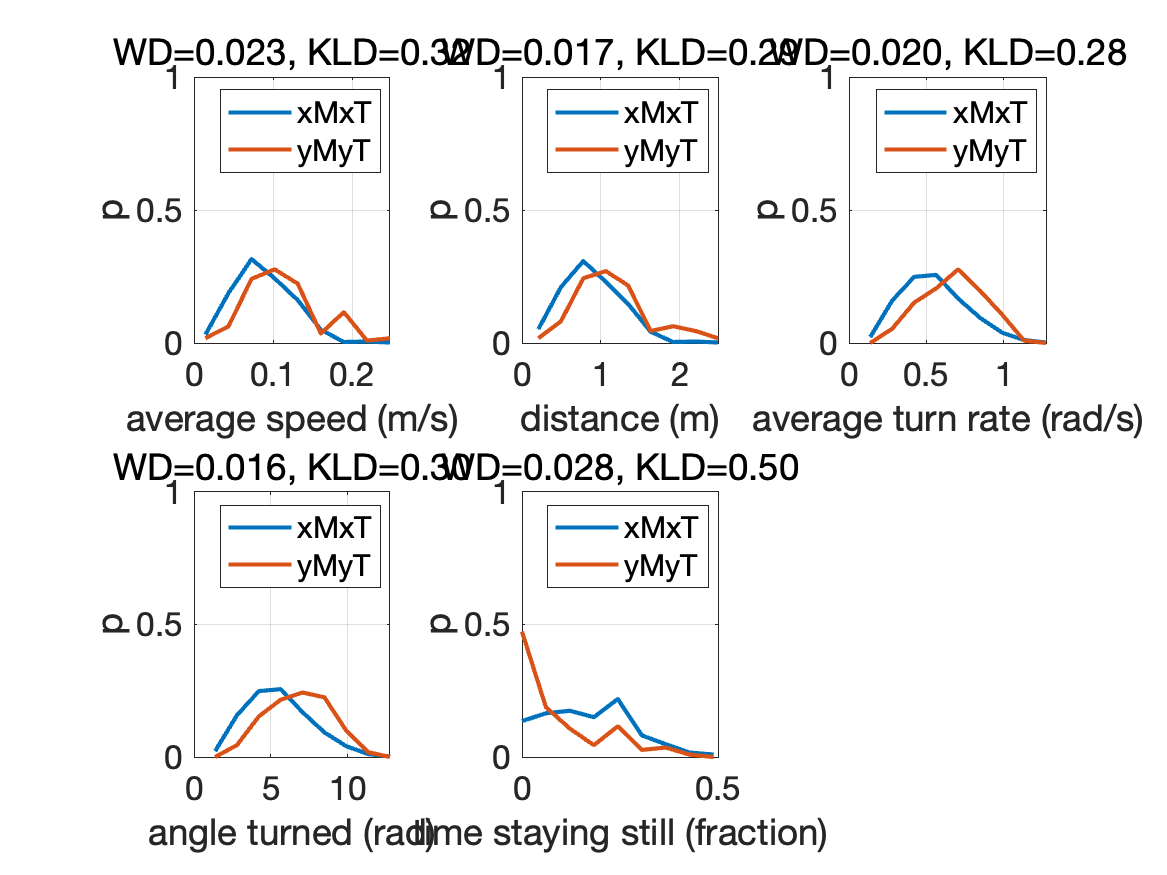 WD=0.023, KLD=0.32
1
xMxT
yMyT
p
0.5
0
0
0.1
0.2
average speed (m/s)
WD=0.017, KLD=0.29
1
xMxT
yMyT
p
0.5
0
0
1
2
distance (m)
WD=0.020, KLD=0.28
1
xMxT
yMyT
p
0.5
0
0
0.5
1
average turn rate (rad/s)
WD=0.016, KLD=0.30
1
xMxT
yMyT
p
0.5
0
0
5
10
angle turned (rad)
WD=0.028, KLD=0.50
1
xMxT
yMyT
p
0.5
0
0
0.5
time staying still (fraction)